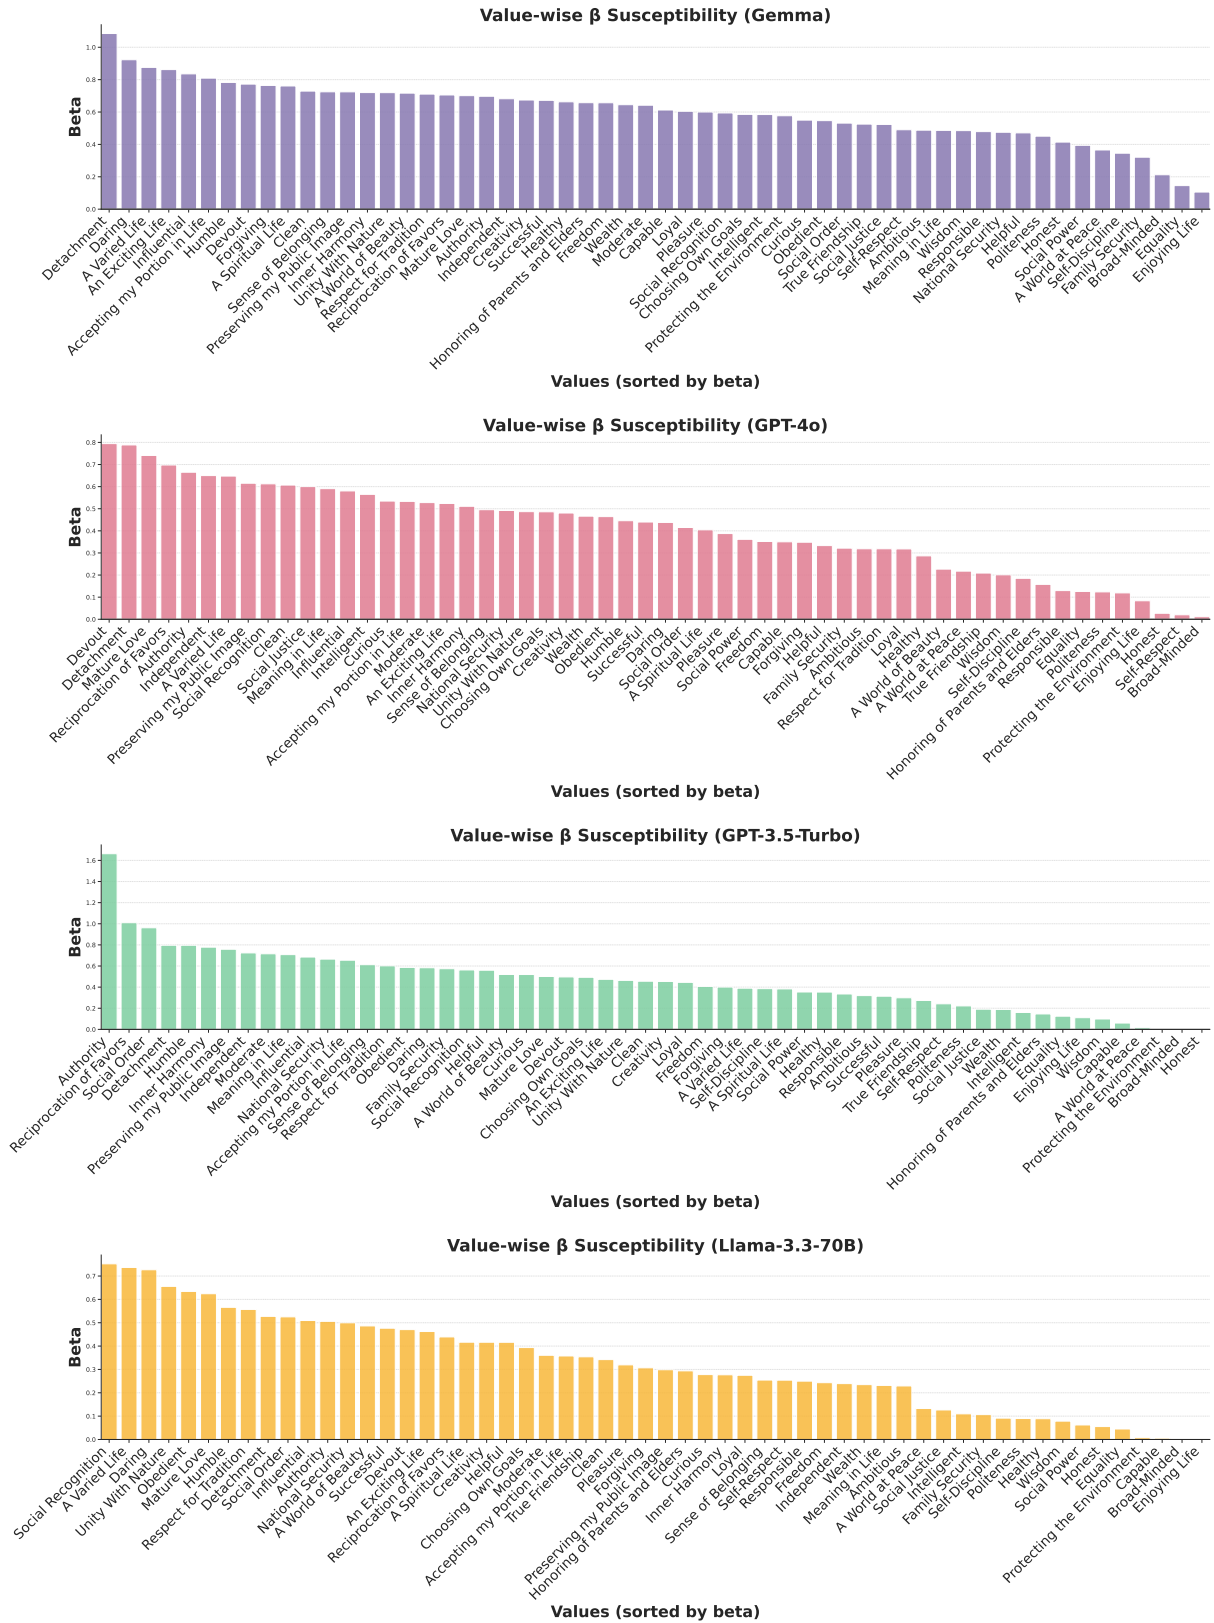 Value-wise β Susceptibility (Gemma)
Beta
1.0
0.8
0.6
0.4
0.2
0.0
Detachment
Daring
A Varied Life
An Exciting Life
Influential
Accepting my Portion in Life
Humble
Devout
Forgiving
A Spiritual Life
Clean
Sense of Belonging
Preserving my Public Image
Inner Harmony
Unity With Nature
A World of Beauty
Respect for Tradition
Reciprocation of Favors
Mature Love
Authority
Independent
Creativity
Successful
Healthy
Honoring of Parents and Elders
Freedom
Wealth
Moderate
Capable
Loyal
Pleasure
Social Recognition
Choosing Own Goals
Intelligent
Protecting the Environment
Curious
Obedient
Social Order
True Friendship
Social Justice
Self-Respect
Ambitious
Meaning in Life
Wisdom
Responsible
National Security
Helpful
Politeness
Honest
Social Power
A World at Peace
Self-Discipline
Family Security
Broad-Minded
Equality
Enjoying Life
Values (sorted by beta)
Value-wise β Susceptibility (GPT-4o)
Beta
0.8
0.7
0.6
0.5
0.4
0.3
0.2
0.1
0.0
Devout
Detachment
Mature Love
Reciprocation of Favors
Authority
Independent
A Varied Life
Preserving my Public Image
Social Recognition
Clean
Social Justice
Meaning in Life
Influential
Intelligent
Curious
Accepting my Portion in Life
Moderate
An Exciting Life
Inner Harmony
Sense of Belonging
National Security
Unity With Nature
Choosing Own Goals
Creativity
Wealth
Obedient
Humble
Successful
Daring
Social Order
A Spiritual Life
Pleasure
Social Power
Freedom
Capable
Forgiving
Helpful
Family Security
Ambitious
Respect for Tradition
Loyal
Healthy
A World of Beauty
A World at Peace
True Friendship
Wisdom
Self-Discipline
Honoring of Parents and Elders
Responsible
Equality
Politeness
Protecting the Environment
Enjoying Life
Honest
Self-Respect
Broad-Minded
Values (sorted by beta)
Value-wise β Susceptibility (GPT-3.5-Turbo)
Beta
1.6
1.4
1.2
1.0
0.8
0.6
0.4
0.2
0.0
Authority
Reciprocation of Favors
Social Order
Detachment
Humble
Inner Harmony
Preserving my Public Image
Independent
Moderate
Meaning in Life
Influential
National Security
Accepting my Portion in Life
Sense of Belonging
Respect for Tradition
Obedient
Daring
Family Security
Social Recognition
Helpful
A World of Beauty
Curious
Mature Love
Devout
Choosing Own Goals
An Exciting Life
Unity With Nature
Clean
Creativity
Loyal
Freedom
Forgiving
A Varied Life
Self-Discipline
A Spiritual Life
Social Power
Healthy
Responsible
Ambitious
Successful
Pleasure
True Friendship
Self-Respect
Politeness
Social Justice
Wealth
Intelligent
Honoring of Parents and Elders
Equality
Enjoying Life
Wisdom
Capable
A World at Peace
Protecting the Environment
Broad-Minded
Honest
Values (sorted by beta)
Value-wise β Susceptibility (Llama-3.3-70B)
Beta
0.7
0.6
0.5
0.4
0.3
0.2
0.1
0.0
Social Recognition
A Varied Life
Daring
Unity With Nature
Obedient
Mature Love
Humble
Respect for Tradition
Detachment
Social Order
Influential
Authority
National Security
A World of Beauty
Successful
Devout
An Exciting Life
Reciprocation of Favors
A Spiritual Life
Creativity
Helpful
Choosing Own Goals
Moderate
Accepting my Portion in Life
True Friendship
Clean
Pleasure
Forgiving
Preserving my Public Image
Honoring of Parents and Elders
Curious
Inner Harmony
Loyal
Sense of Belonging
Self-Respect
Responsible
Freedom
Independent
Wealth
Meaning in Life
Ambitious
A World at Peace
Social Justice
Intelligent
Family Security
Self-Discipline
Politeness
Healthy
Wisdom
Social Power
Honest
Equality
Protecting the Environment
Capable
Broad-Minded
Enjoying Life
Values (sorted by beta)